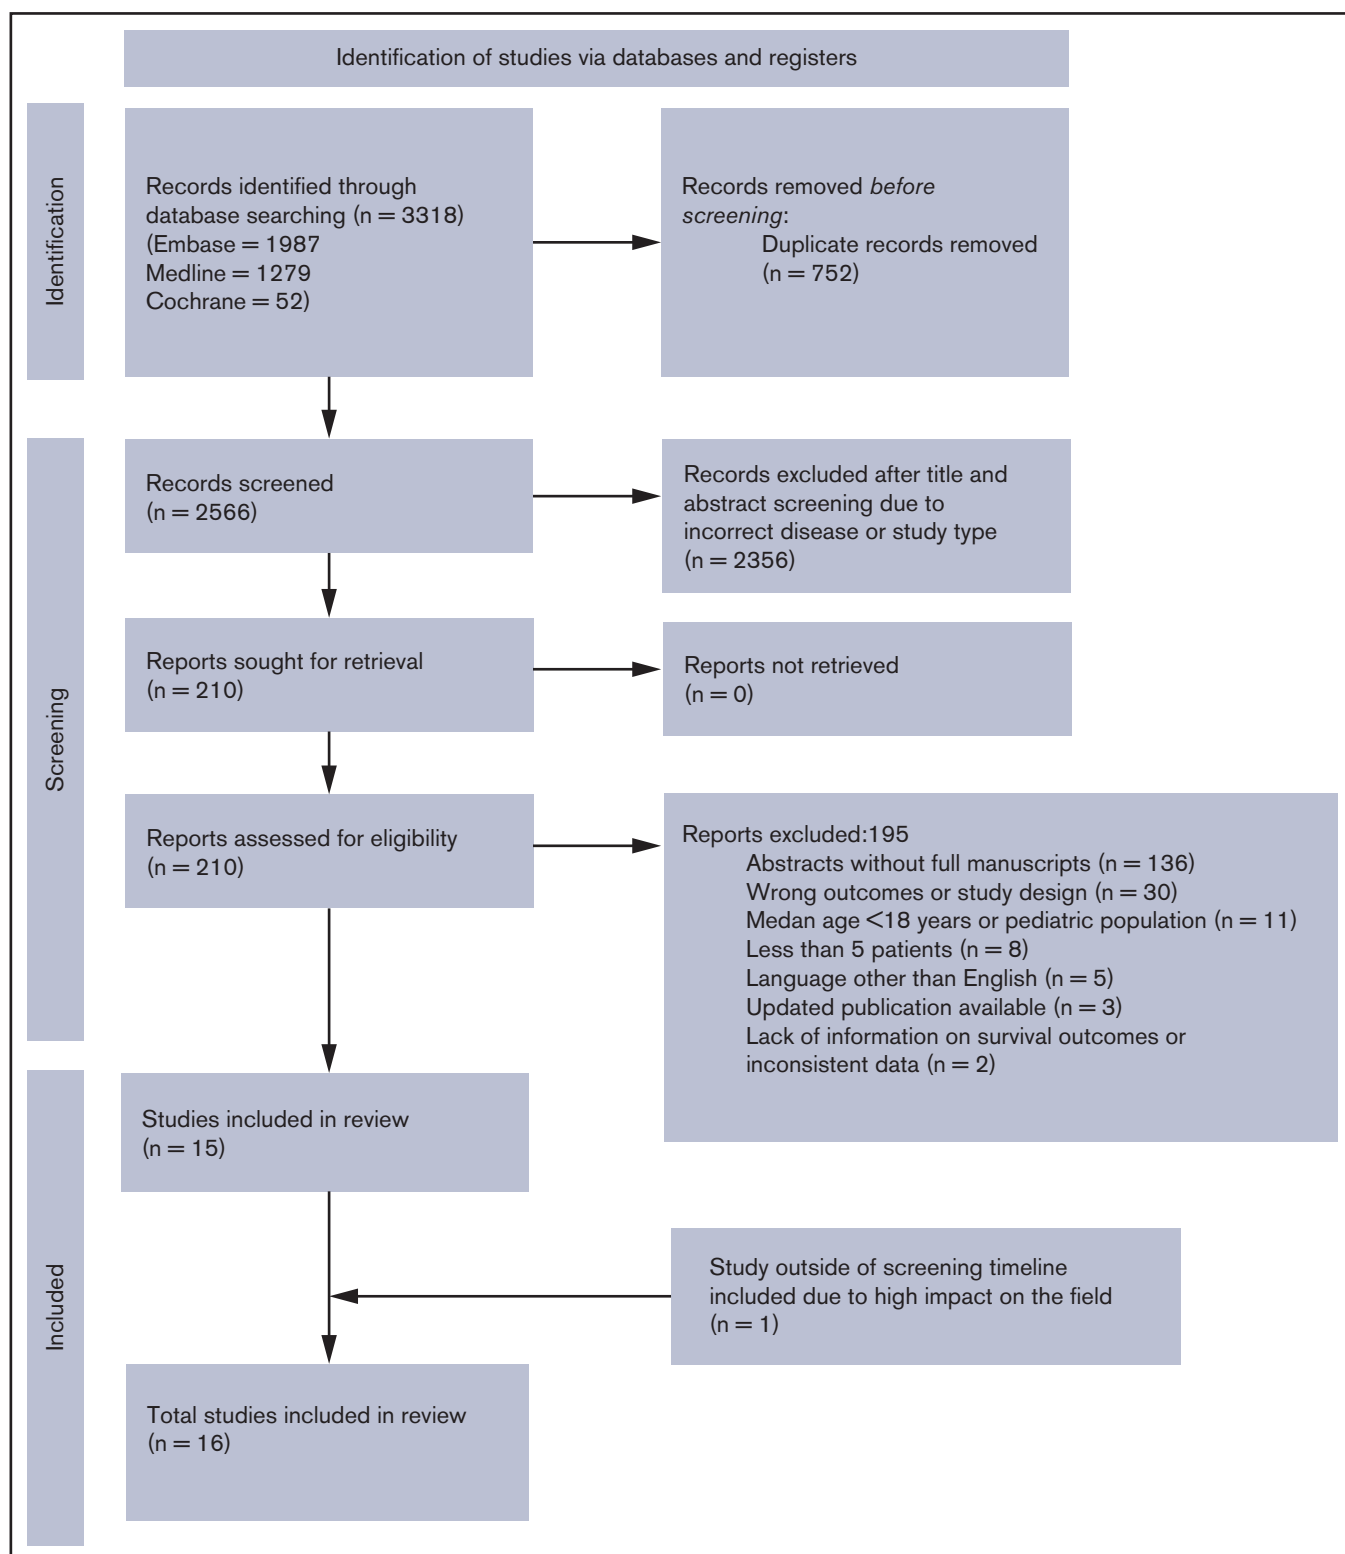 Identification of studies via databases and registers
Identification
Records identified through
database searching (n = 3318)
(Embase = 1987
Medline = 1279
Cochrane = 52)
Records removed before
screening:
Duplicate records removed
(n = 752)
Screening
Records screened
(n = 2566)
Records excluded after title and
abstract screening due to
incorrect disease or study type
(n = 2356)
Reports sought for retrieval
(n = 210)
Reports not retrieved
(n = 0)
Reports assessed for eligibility
(n = 210)
Reports excluded:195
Abstracts without full manuscripts (n = 136)
Wrong outcomes or study design (n = 30)
Medan age <18 years or pediatric population (n = 11)
Less than 5 patients (n = 8)
Language other than English (n = 5)
Updated publication available (n = 3)
Lack of information on survival outcomes or
inconsistent data (n = 2)
Included
Studies included in review
(n = 15)
Study outside of screening timeline
included due to high impact on the field
(n = 1)
Total studies included in review
(n = 16)